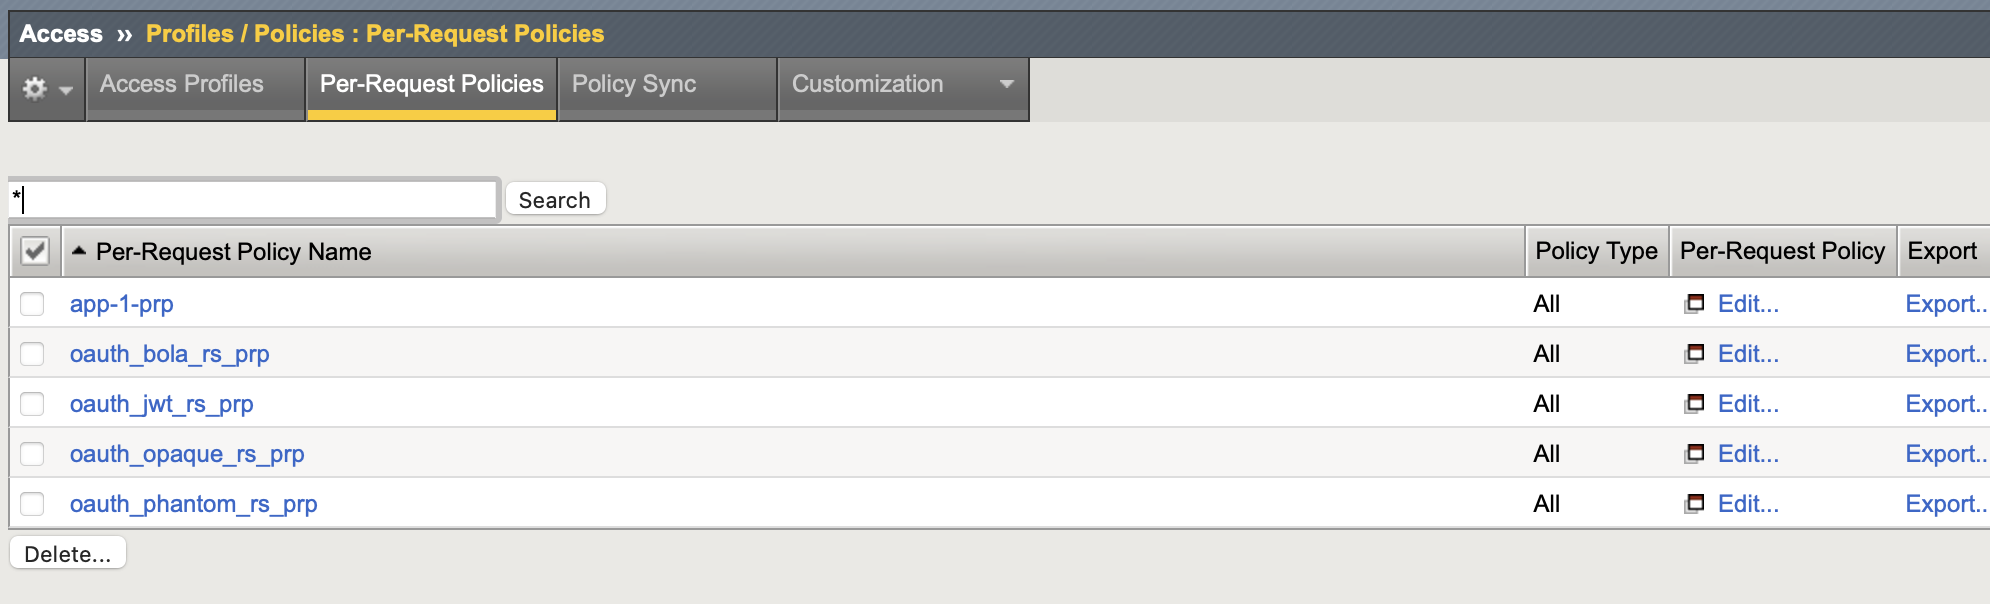 Access ›› Profiles / Policies : Per-Request Policies
Access Profiles Per-Request Policies Policy Sync Customization
* Search
Per-Request Policy Name Policy Type Per-Request Policy Export
app-1-prp All Edit... Export..
oauth_bola_rs_prp All Edit... Export..
oauth_jwt_rs_prp All Edit... Export..
oauth_opaque_rs_prp All Edit... Export..
oauth_phantom_rs_prp All Edit... Export..
Delete...